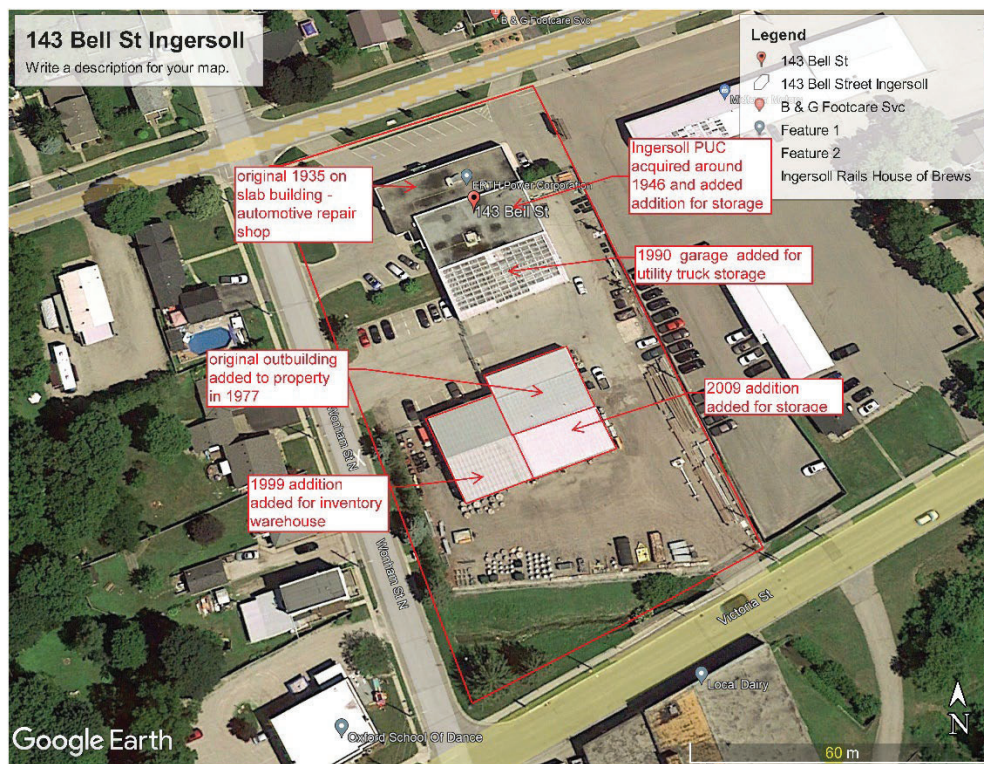 143 Bell St Ingersoll
Write a description for your map.
B & G Footcare Svc
Legend
143 Bell St
143 Bell Street Ingersoll
B & G Footcare Svc
Feature 1
Feature 2
Ingersoll Rails House of Brews
original 1935 on
slab building -
automotive repair
shop
ERTH Power Corporation
143 Bell St
Ingersoll PUC
acquired around
1946 and added
addition for storage
1990 garage added for
utility truck storage
original outbuilding
added to property
in 1977
2009 addition
added for storage
Wonham St N
1999 addition
added for inventory
warehouse
Wonham St N
Victoria St
Local Dairy
Oxford School Of Dance
Google Earth
N
60 m